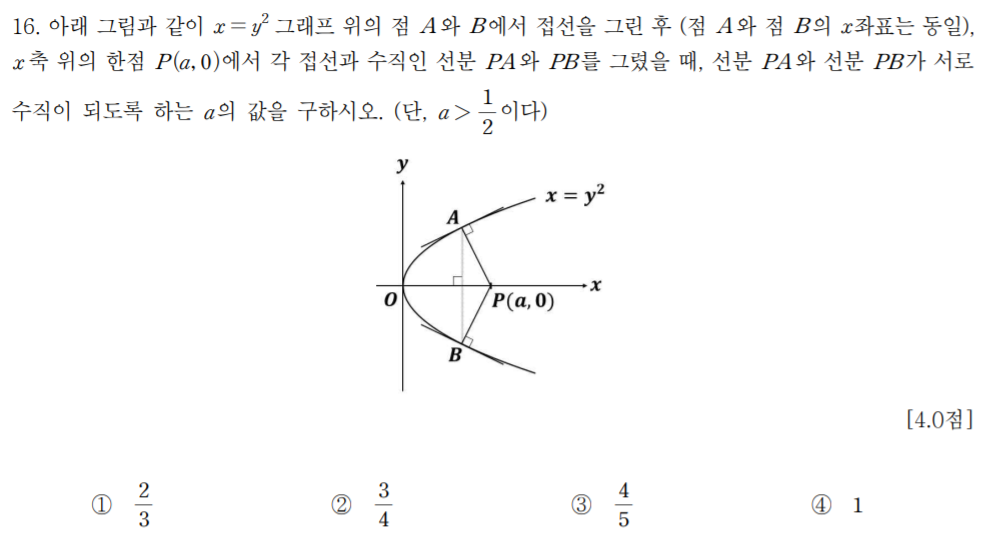 16. 아래 그림과 같이 x=y² 그래프 위의 점 A와 B에서 접선을 그린 후 (점 A와 점 B의 x좌표는 동일),
x축 위의 한점 P(a, 0)에서 각 접선과 수직인 선분 PA와 PB를 그렸을 때, 선분 PA와 선분 PB가 서로
수직이 되도록 하는 a의 값을 구하시오. (단, a > 1/2 이다)
y
x = y²
A
x
O
P(a, 0)
B
[4.0점]
① 2/3 ② 3/4 ③ 4/5 ④ 1